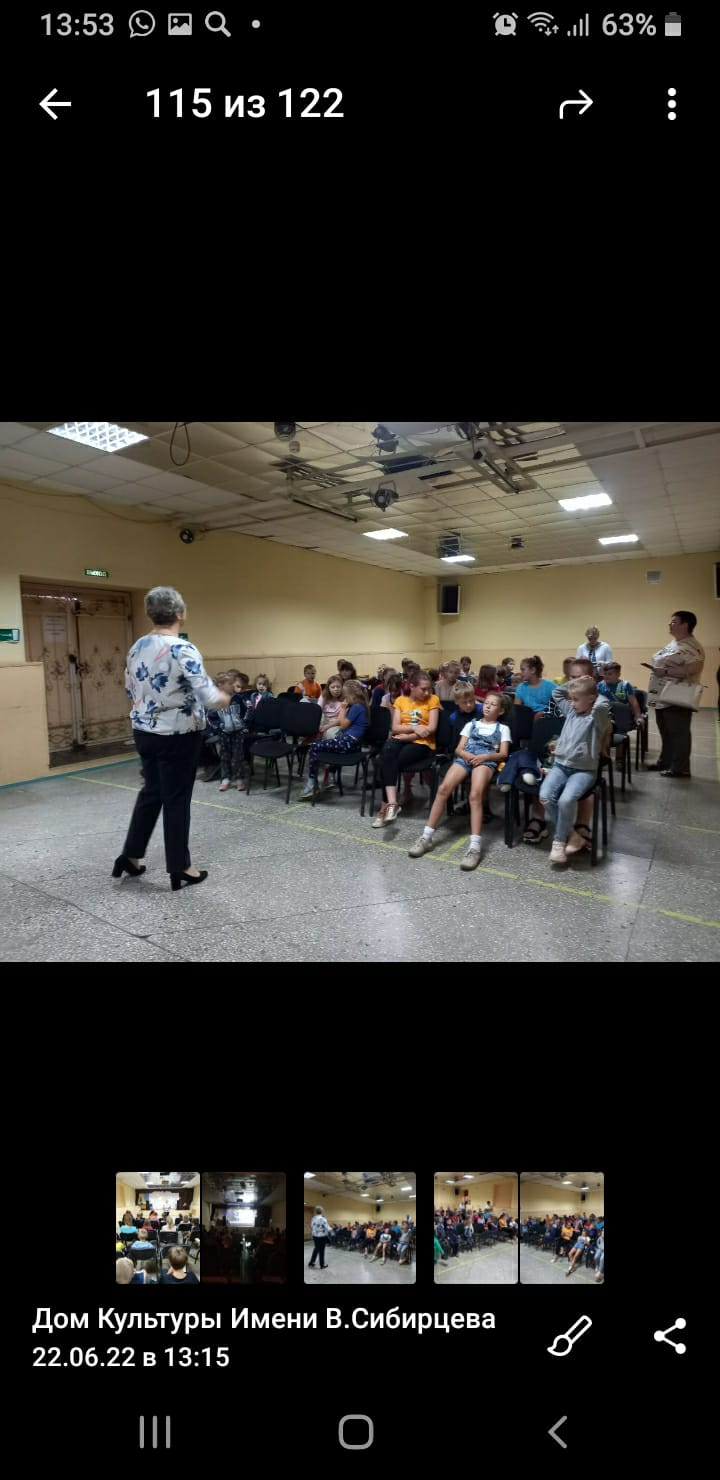 13:53 63%
115 из 122
Дом Культуры Имени В.Сибирцева
22.06.22 в 13:15